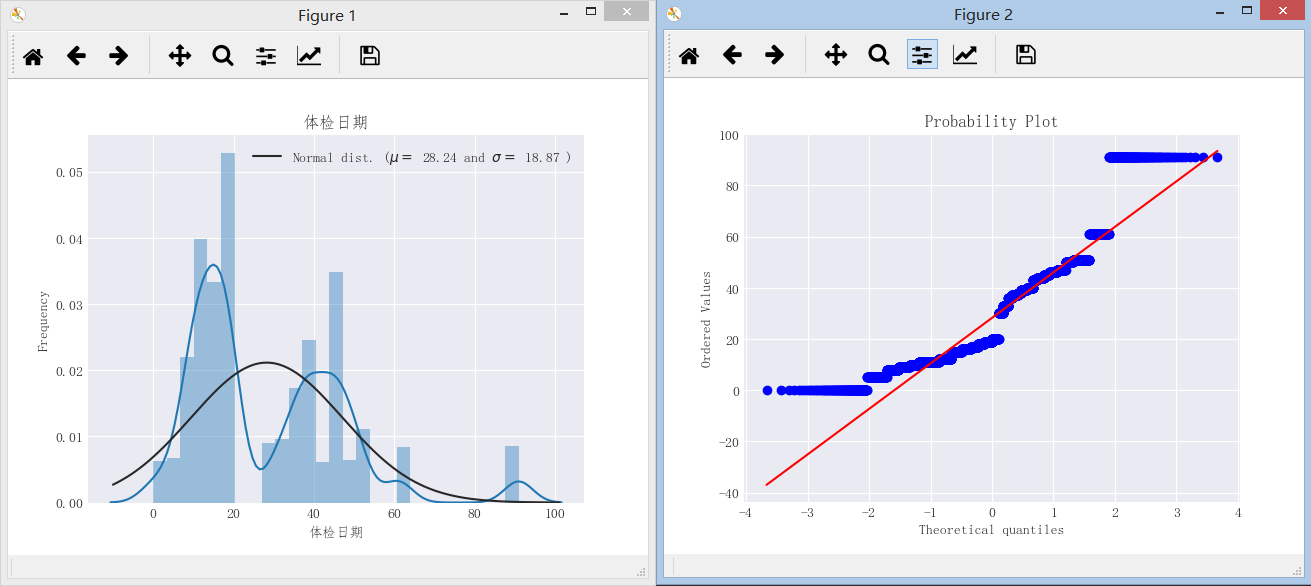 Figure 1
体检日期
Normal dist. (μ= 28.24 and σ= 18.87 )
Frequency
0.05
0.04
0.03
0.02
0.01
0.00
0 20 40 60 80 100
体检日期
Figure 2
Probability Plot
Ordered Values
100
80
60
40
20
0
−20
−40
−4 −3 −2 −1 0 1 2 3 4
Theoretical quantiles